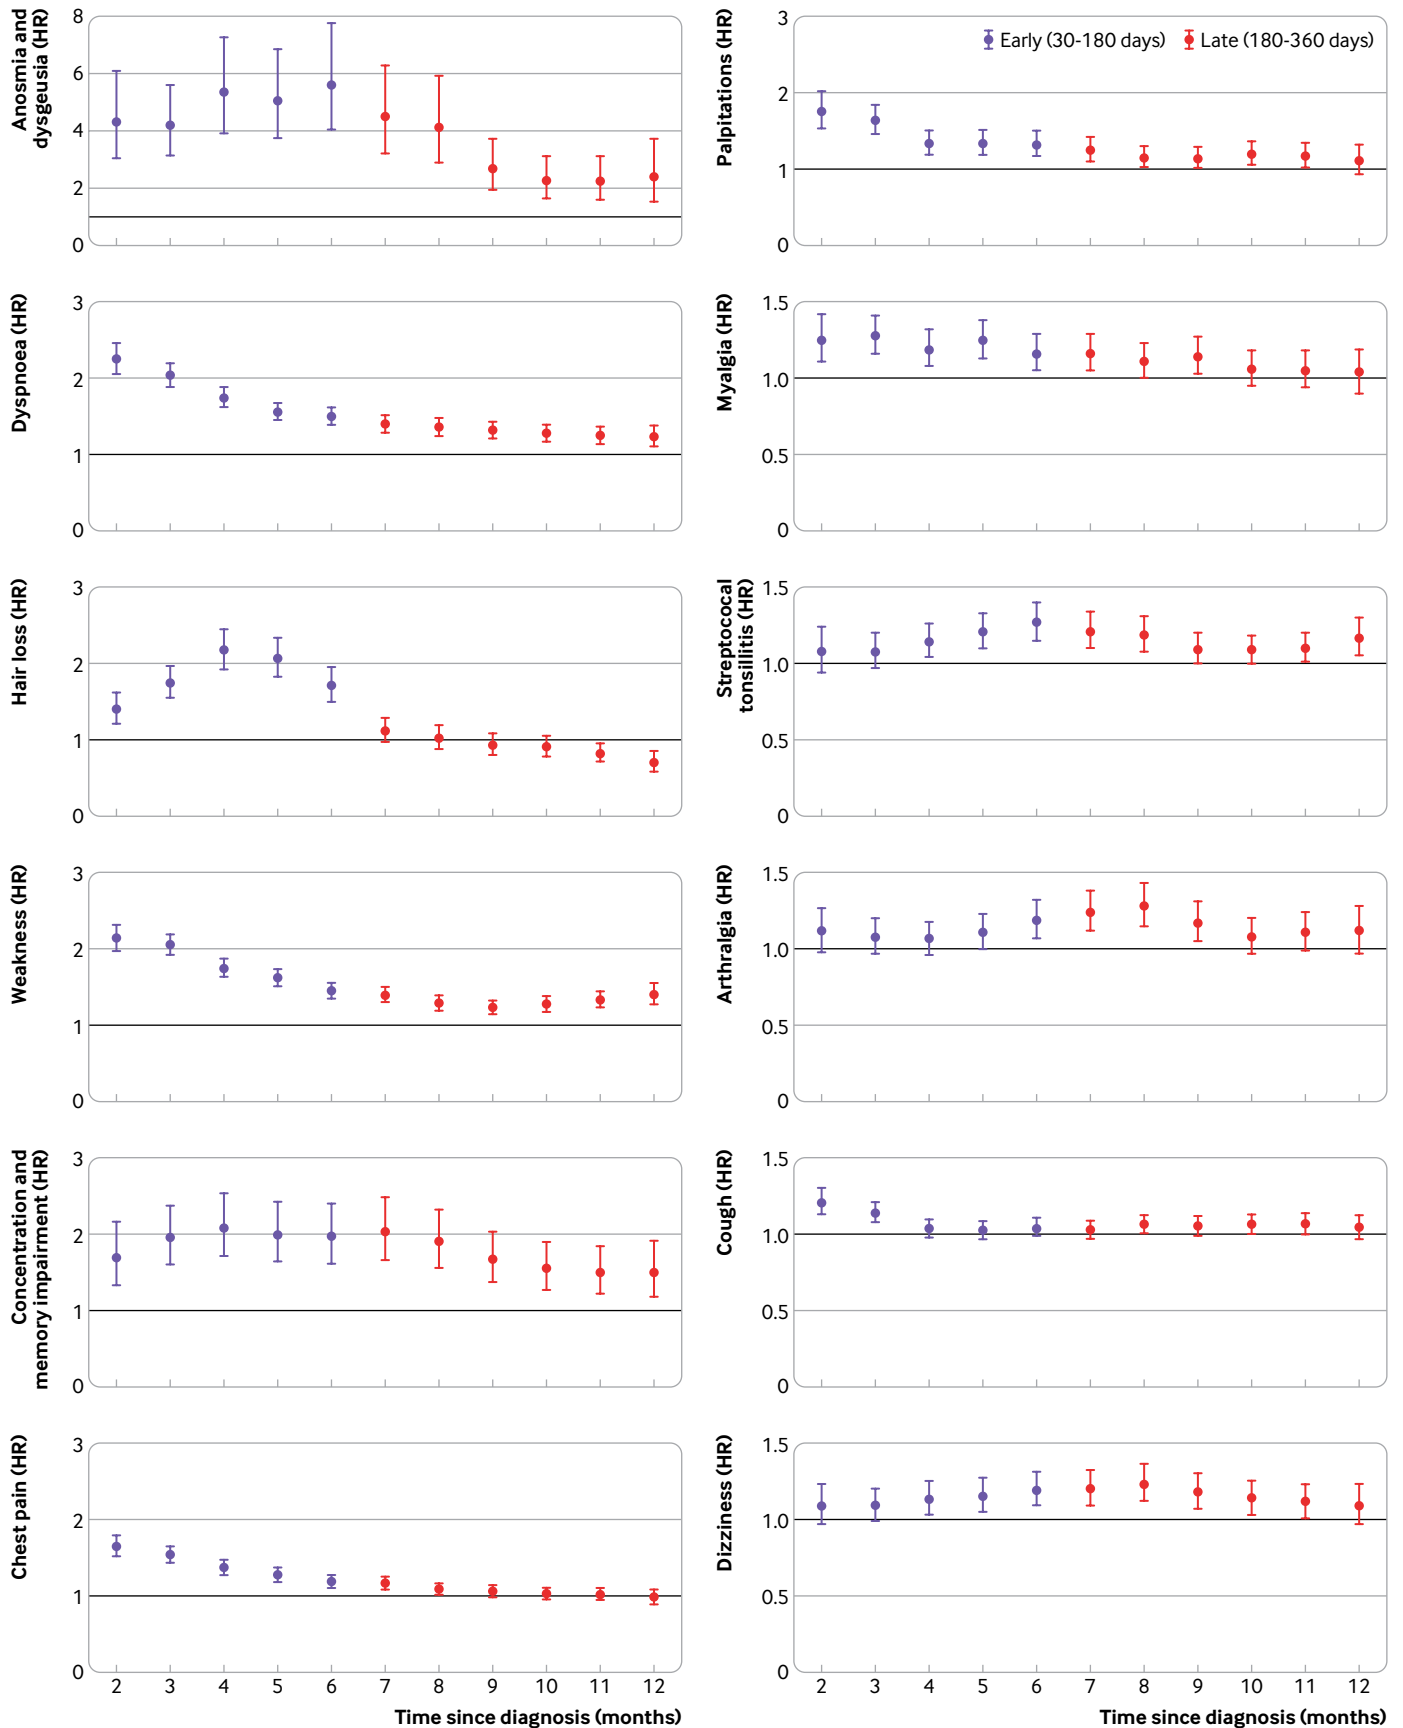 Anosmia and
dysgeusia (HR)
8
6
4
2
0
Palpitations (HR)
3
2
1
0
Early (30-180 days)
Late (180-360 days)
Dyspnoea (HR)
3
2
1
0
Myalgia (HR)
1.5
1.0
0.5
0
Hair loss (HR)
3
2
1
0
Streptococcal
tonsillitis (HR)
1.5
1.0
0.5
0
Weakness (HR)
3
2
1
0
Arthralgia (HR)
1.5
1.0
0.5
0
Concentration and
memory impairment (HR)
3
2
1
0
Cough (HR)
1.5
1.0
0.5
0
Chest pain (HR)
3
2
1
0
2 3 4 5 6 7 8 9 10 11 12
Time since diagnosis (months)
Dizziness (HR)
1.5
1.0
0.5
0
2 3 4 5 6 7 8 9 10 11 12
Time since diagnosis (months)